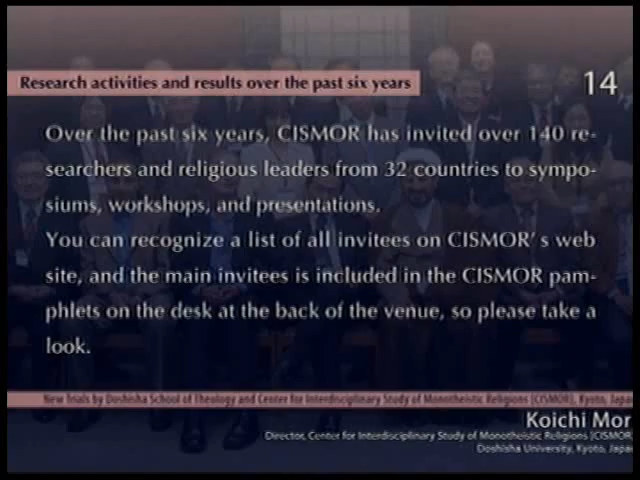 Research activities and results over the past six years
14
Over the past six years, CISMOR has invited over 140 re-
searchers and religious leaders from 32 countries to sympo-
siums, workshops, and presentations.
You can recognize a list of all invitees on CISMOR's web
site, and the main invitees is included in the CISMOR pam-
phlets on the desk at the back of the venue, so please take a
look.
New Trials by Doshisha School of Theology and Center for Interdisciplinary Study of Monotheistic Religions (CISMOR), Kyoto, Japa
Koichi Mor
Director, Center for Interdisciplinary Study of Monotheistic Religions (CISMOR)
Doshisha University, Kyoto, Japa